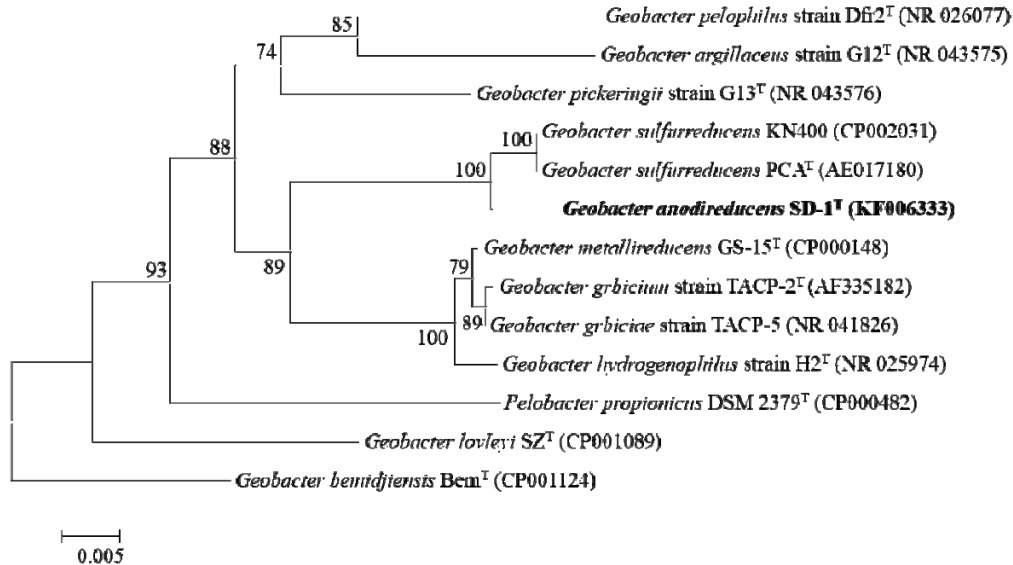 85
Geobacter pelophilus strain Dfr2ᵀ (NR 026077)
74
Geobacter argillaceus strain G12ᵀ (NR 043575)
Geobacter pickeringii strain G13ᵀ (NR 043576)
88
100
Geobacter sulfurreducens KN400 (CP002031)
100
Geobacter sulfurreducens PCAᵀ (AE017180)
Geobacter anodireducens SD-1ᵀ (KF006333)
93
89
79
Geobacter metallireducens GS-15ᵀ (CP000148)
Geobacter grbicium strain TACP-2ᵀ (AF335182)
89
Geobacter grbiciae strain TACP-5 (NR 041826)
100
Geobacter hydrogenophilus strain H2ᵀ (NR 025974)
Pelobacter propionicus DSM 2379ᵀ (CP000482)
Geobacter lovleyi SZᵀ (CP001089)
Geobacter bemidjiensis Bemᵀ (CP001124)
0.005